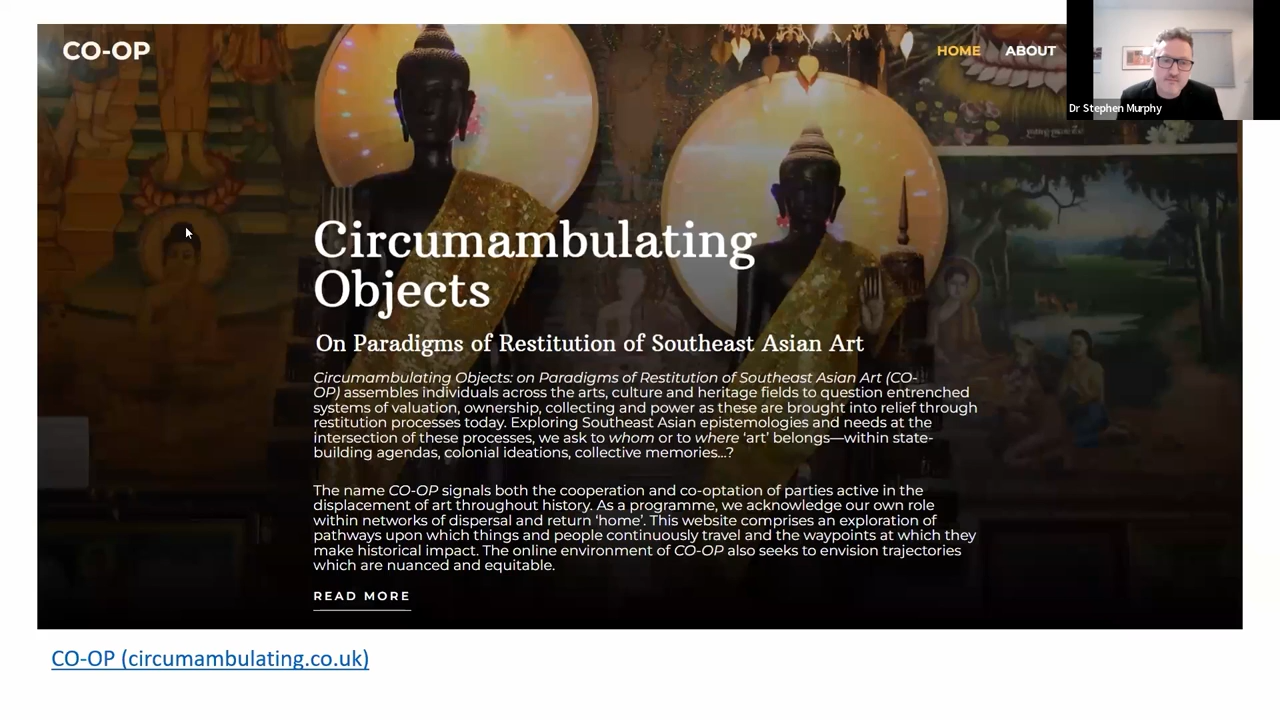 CO-OP
HOME ABOUT
Dr Stephen Murphy
Circumambulating
Objects
On Paradigms of Restitution of Southeast Asian Art
Circumambulating Objects: on Paradigms of Restitution of Southeast Asian Art (CO-
OP) assembles individuals across the arts, culture and heritage fields to question entrenched
systems of valuation, ownership, collecting and power as these are brought into relief through
restitution processes today. Exploring Southeast Asian epistemologies and needs at the
intersection of these processes, we ask to whom or to where ‘art’ belongs—within state-
building agendas, colonial ideations, collective memories...?
The name CO-OP signals both the cooperation and co-optation of parties active in the
displacement of art throughout history. As a programme, we acknowledge our own role
within networks of dispersal and return ‘home’. This website comprises an exploration of
pathways upon which things and people continuously travel and the waypoints at which they
make historical impact. The online environment of CO-OP also seeks to envision trajectories
which are nuanced and equitable.
READ MORE
CO-OP (circumambulating.co.uk)